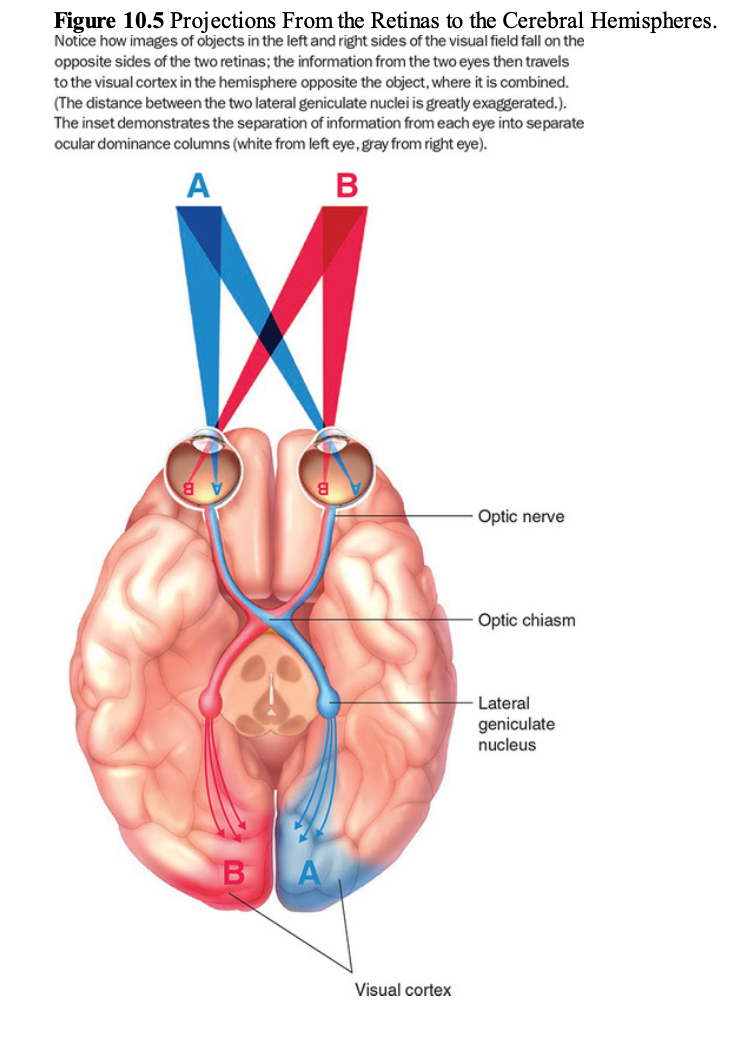 Figure 10.5 Projections From the Retinas to the Cerebral Hemispheres.
Notice how images of objects in the left and right sides of the visual field fall on the
opposite sides of the two retinas; the information from the two eyes then travels
to the visual cortex in the hemisphere opposite the object, where it is combined.
(The distance between the two lateral geniculate nuclei is greatly exaggerated.).
The inset demonstrates the separation of information from each eye into separate
ocular dominance columns (white from left eye, gray from right eye).
A B
B A B A
Optic nerve
Optic chiasm
Lateral
geniculate
nucleus
B A
Visual cortex